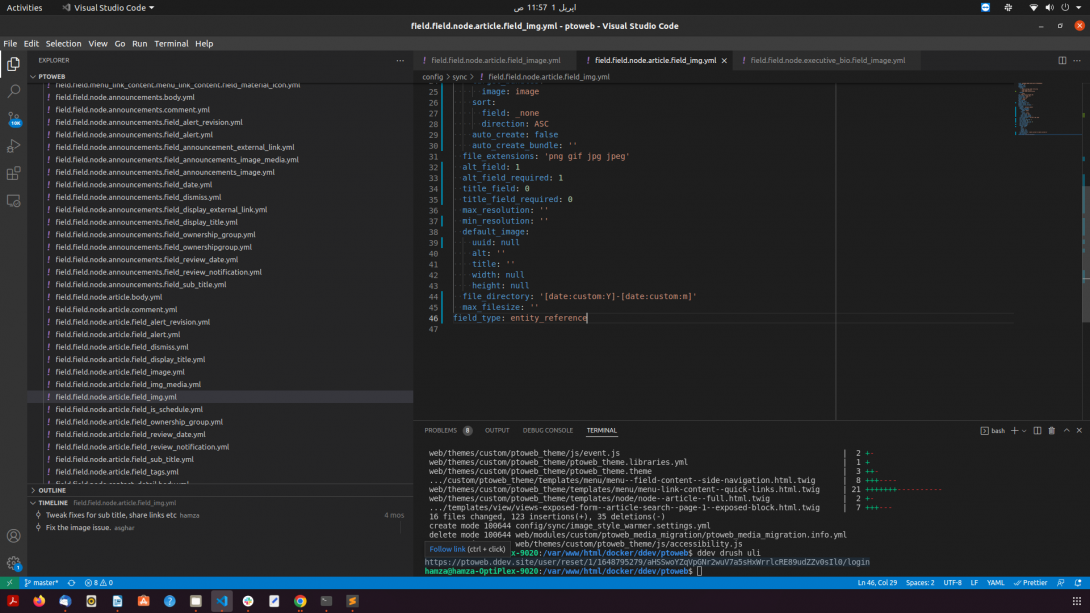 Activities
Visual Studio Code
اپریل 1 11:57 ص
field.field.node.article.field_img.yml - ptoweb - Visual Studio Code
File Edit Selection View Go Run Terminal Help
EXPLORER
PTOWEB
field.field.menu_link_content.menu_link_content.field_material_icon.yml
field.field.node.announcements.body.yml
field.field.node.announcements.comment.yml
field.field.node.announcements.field_alert_revision.yml
field.field.node.announcements.field_alert.yml
field.field.node.announcements.field_announcement_external_link.yml
field.field.node.announcements.field_announcements_image_media.yml
field.field.node.announcements.field_announcements_image.yml
field.field.node.announcements.field_date.yml
field.field.node.announcements.field_dismiss.yml
field.field.node.announcements.field_display_external_link.yml
field.field.node.announcements.field_display_title.yml
field.field.node.announcements.field_ownership_group.yml
field.field.node.announcements.field_ownershipgroup.yml
field.field.node.announcements.field_review_date.yml
field.field.node.announcements.field_review_notification.yml
field.field.node.announcements.field_sub_title.yml
field.field.node.article.body.yml
field.field.node.article.comment.yml
field.field.node.article.field_alert_revision.yml
field.field.node.article.field_alert.yml
field.field.node.article.field_dismiss.yml
field.field.node.article.field_display_title.yml
field.field.node.article.field_image.yml
field.field.node.article.field_img_media.yml
field.field.node.article.field_img.yml
field.field.node.article.field_is_schedule.yml
field.field.node.article.field_ownership_group.yml
field.field.node.article.field_review_date.yml
field.field.node.article.field_review_notification.yml
field.field.node.article.field_sub_title.yml
field.field.node.article.field_tags.yml
OUTLINE
TIMELINE field.field.node.article.field_img.yml
Tweak fixes for sub title, share links etc hamza 4 mos
Fix the image issue. asghar
field.field.node.article.field_image.yml
field.field.node.article.field_img.yml
field.field.node.executive_bio.field_image.yml
config > sync > ! field.field.node.article.field_img.yml
25 image: image
26 sort:
27 field: _none
28 direction: ASC
29 auto_create: false
30 auto_create_bundle: ''
31 file_extensions: 'png gif jpg jpeg'
32 alt_field: 1
33 alt_field_required: 1
34 title_field: 0
35 title_field_required: 0
36 max_resolution: ''
37 min_resolution: ''
38 default_image:
39 uuid: null
40 alt: ''
41 title: ''
42 width: null
43 height: null
44 file_directory: '[date:custom:Y]-[date:custom:m]'
45 max_filesize: ''
46 field_type: entity_reference
47
PROBLEMS 8 OUTPUT DEBUG CONSOLE TERMINAL
bash
web/themes/custom/ptoweb_theme/js/event.js | 2 +-
web/themes/custom/ptoweb_theme/ptoweb_theme.libraries.yml | 1 +
web/themes/custom/ptoweb_theme/ptoweb_theme.theme | 3 ++-
.../custom/ptoweb_theme/templates/menu/menu--field-content--side-navigation.html.twig | 8 +++----
web/themes/custom/ptoweb_theme/templates/menu/menu-link-content--quick-links.html.twig | 21 +++++++----------
web/themes/custom/ptoweb_theme/templates/node/node--article--full.html.twig | 2 +-
.../templates/view/views-exposed-form--article-search--page-1--exposed-block.html.twig | 7 +++---
16 files changed, 123 insertions(+), 35 deletions(-)
create mode 100644 config/sync/image_style_warmer.settings.yml
delete mode 100644 web/modules/custom/ptoweb_media_migration/ptoweb_media_migration.info.yml
web/themes/custom/ptoweb_theme/js/accessibility.js
Follow link (ctrl + click)
ex-9020:/var/www/html/docker/ddev/ptoweb$ ddev drush uli
https://ptoweb.ddev.site/user/reset/1/1648795279/aHSSwoYZqVpGNr2wuV7a5sHxWrrlcRE89udZZv0sIl0/login
hamza@hamza-OptiPlex-9020:/var/www/html/docker/ddev/ptoweb$
10K
1
master* 8 0
Ln 46, Col 29 Spaces: 2 UTF-8 LF YAML Prettier